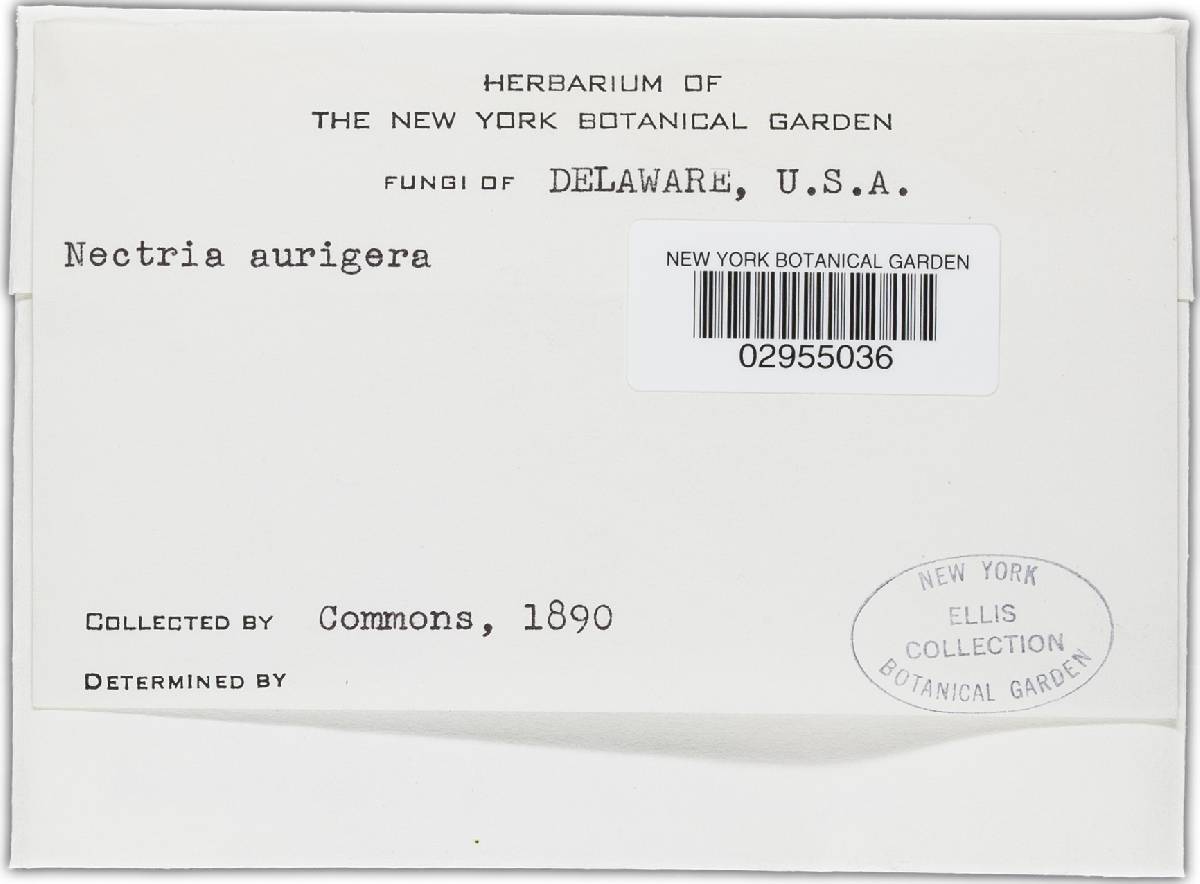 HERBARIUM OF
THE NEW YORK BOTANICAL GARDEN
FUNGI OF DELAWARE, U.S.A.
Nectria aurigera
NEW YORK BOTANICAL GARDEN
02955036
COLLECTED BY Commons, 1890
DETERMINED BY
NEW YORK
ELLIS
COLLECTION
BOTANICAL GARDEN